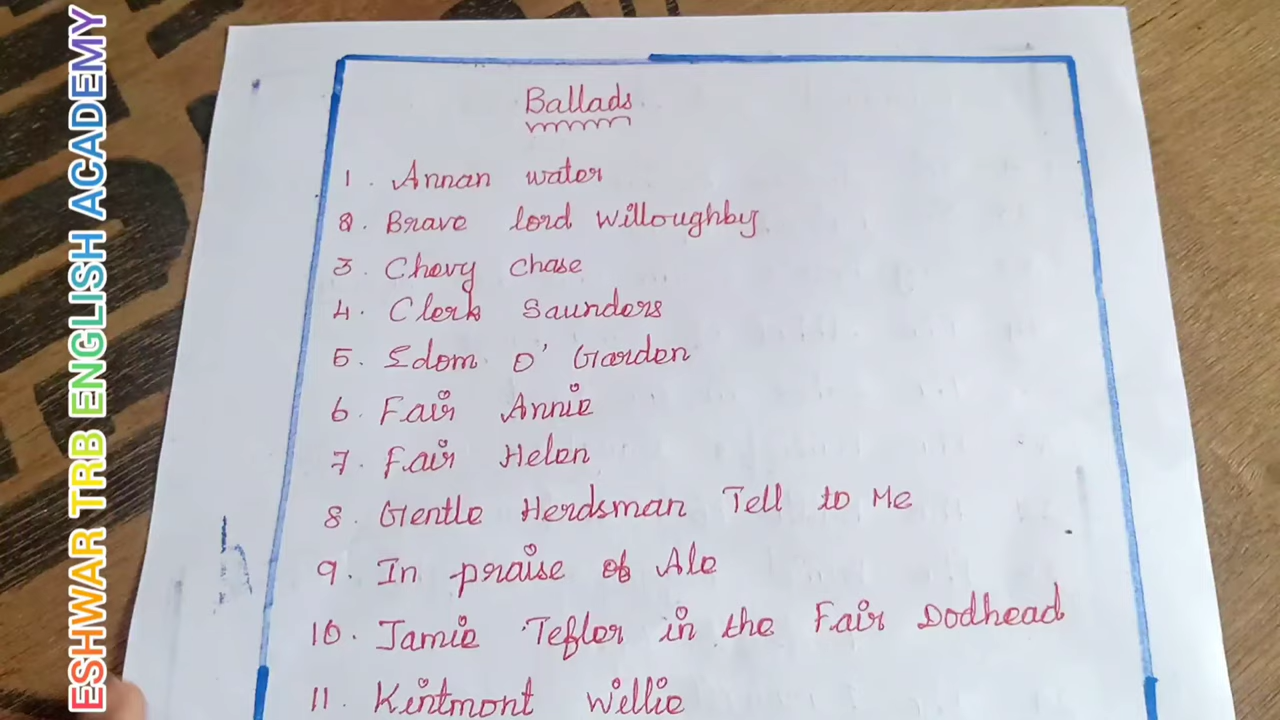 ESHWAR TRB ENGLISH ACADEMY
Ballads
1. Annan water
2. Brave lord Willoughby
3. Chevy chase
4. Clerk Saunders
5. Edom O' Garden
6. Fair Annie
7. Fair Helen
8. Gentle Herdsman Tell to Me
9. In praise of Ale
10. Jamie Tefler in the Fair Dodhead
11. Kintmont Willie